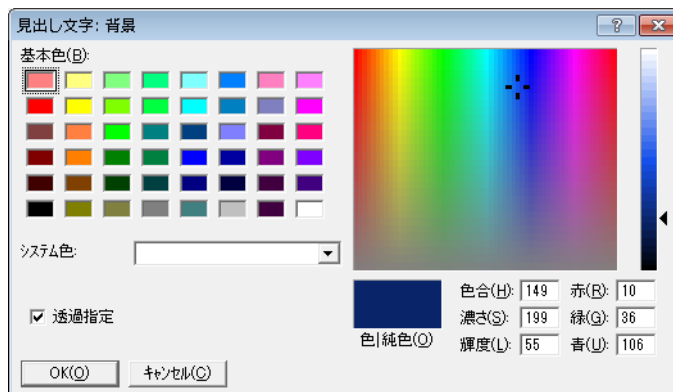 見出し文字: 背景
基本色(B):
システム色:
透過指定
OK(O)
キャンセル(C)
色|純色(O)
色合(H): 149
濃さ(S): 199
輝度(L): 55
赤(R): 10
緑(G): 36
青(U): 106